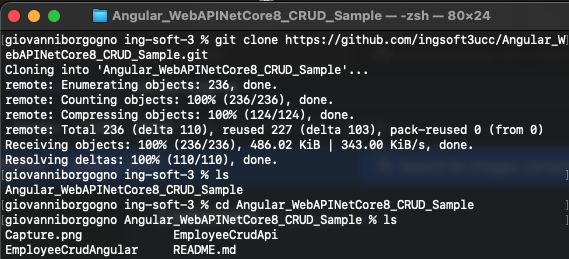 Angular_WebAPINetCore8_CRUD_Sample — -zsh — 80×24
[giovanniborgogno ing-soft-3 % git clone https://github.com/ingsoft3ucc/Angular_W]
ebAPINetCore8_CRUD_Sample.git
Cloning into 'Angular_WebAPINetCore8_CRUD_Sample'...
remote: Enumerating objects: 236, done.
remote: Counting objects: 100% (236/236), done.
remote: Compressing objects: 100% (124/124), done.
remote: Total 236 (delta 110), reused 227 (delta 103), pack-reused 0 (from 0)
Receiving objects: 100% (236/236), 486.02 KiB | 343.00 KiB/s, done.
Resolving deltas: 100% (110/110), done.
[giovanniborgogno ing-soft-3 % ls ]
Angular_WebAPINetCore8_CRUD_Sample
[giovanniborgogno ing-soft-3 % cd Angular_WebAPINetCore8_CRUD_Sample ]
[giovanniborgogno Angular_WebAPINetCore8_CRUD_Sample % ls ]
Capture.png EmployeeCrudApi
EmployeeCrudAngular README.md